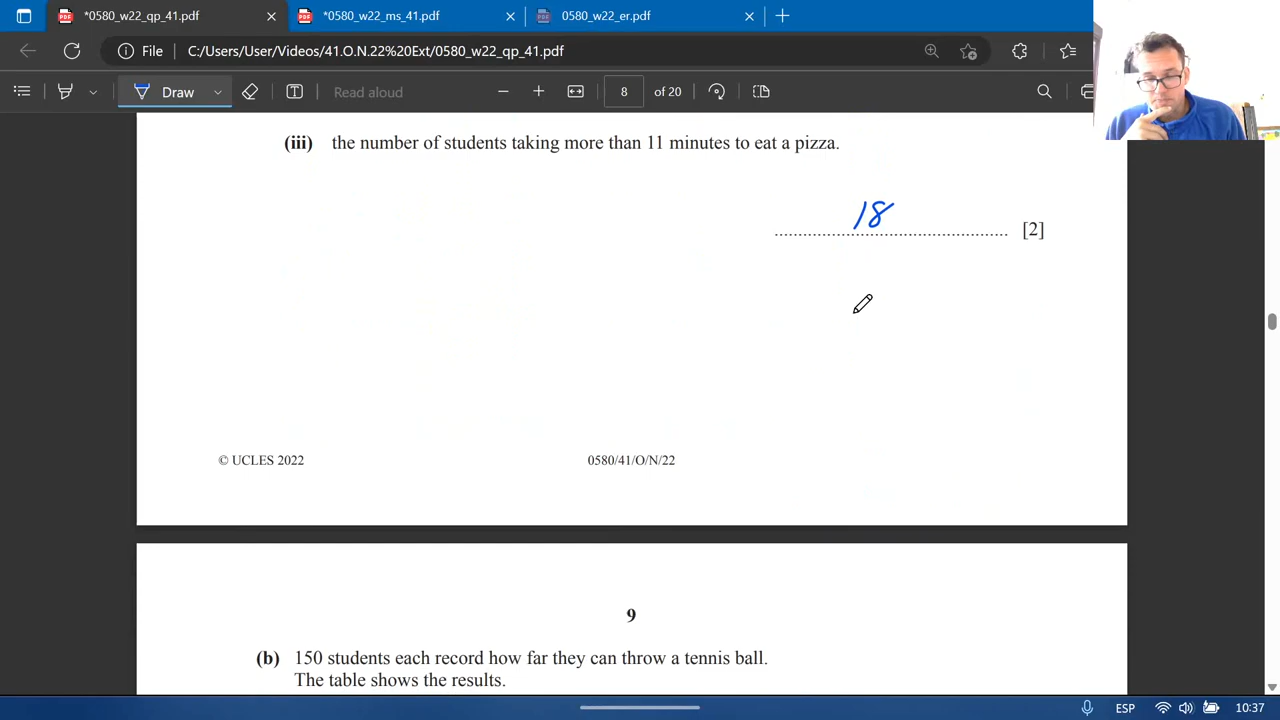 *0580_w22_qp_41.pdf
*0580_w22_ms_41.pdf
0580_w22_er.pdf
File C:/Users/User/Videos/41.O.N.22%20Ext/0580_w22_qp_41.pdf
Draw
Read aloud
8 of 20
(iii) the number of students taking more than 11 minutes to eat a pizza.
18
[2]
© UCLES 2022
0580/41/O/N/22
9
(b) 150 students each record how far they can throw a tennis ball.
The table shows the results.
ESP
10:37